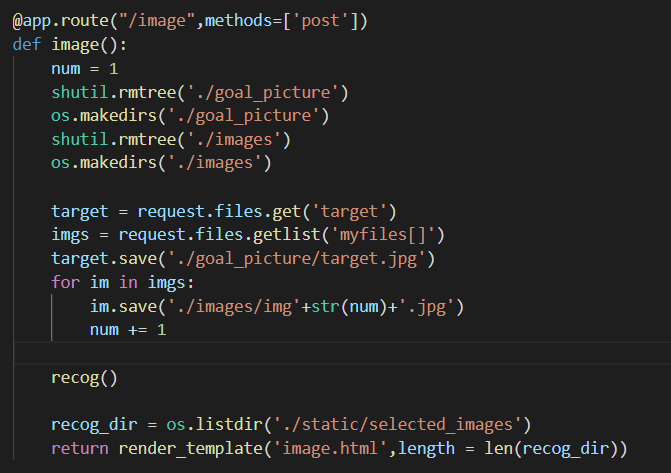 @app.route("/image",methods=['post'])
def image():
    num = 1
    shutil.rmtree('./goal_picture')
    os.makedirs('./goal_picture')
    shutil.rmtree('./images')
    os.makedirs('./images')

    target = request.files.get('target')
    imgs = request.files.getlist('myfiles[]')
    target.save('./goal_picture/target.jpg')
    for im in imgs:
        im.save('./images/img'+str(num)+'.jpg')
        num += 1

    recog()

    recog_dir = os.listdir('./static/selected_images')
    return render_template('image.html',length = len(recog_dir))